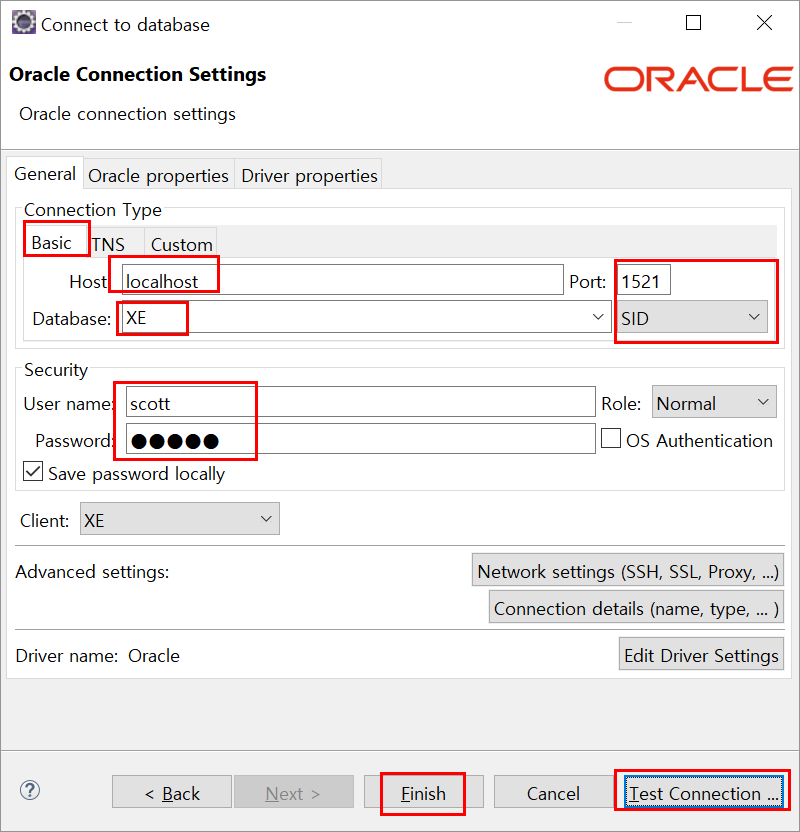 Connect to database
Oracle Connection Settings
ORACLE
Oracle connection settings
General Oracle properties Driver properties
Connection Type
Basic TNS Custom
Host: localhost Port: 1521
Database: XE SID
Security
User name: scott Role: Normal
Password: ●●●●● OS Authentication
Save password locally
Client: XE
Advanced settings: Network settings (SSH, SSL, Proxy, ...)
Connection details (name, type, ... )
Driver name: Oracle Edit Driver Settings
? < Back Next > Finish Cancel Test Connection ...